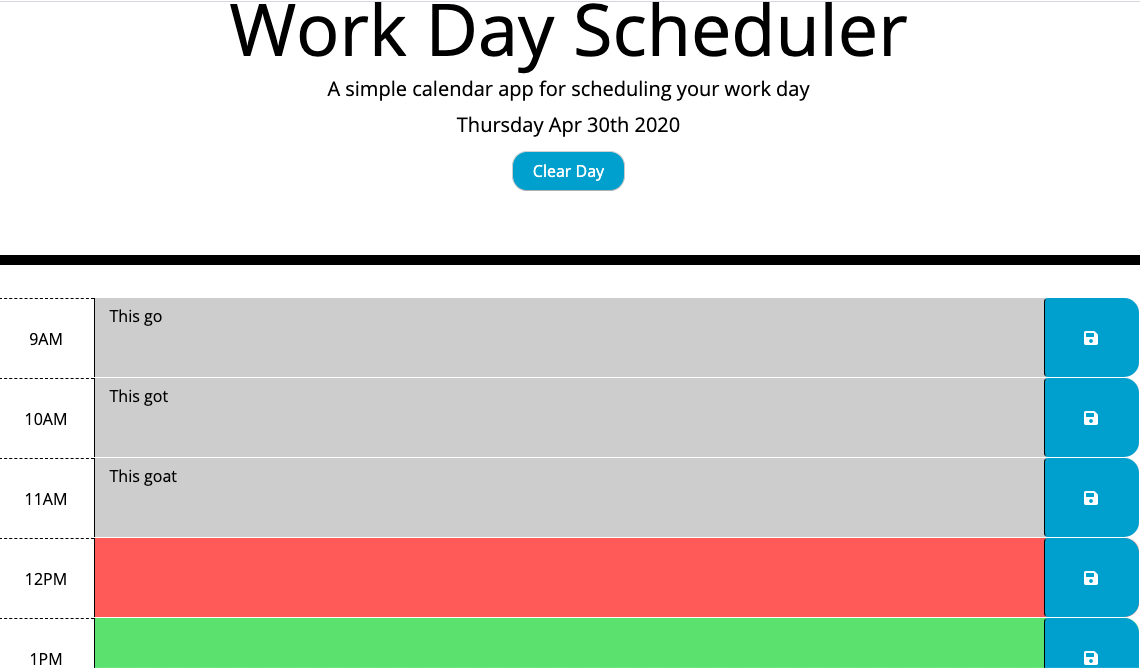 Work Day Scheduler
A simple calendar app for scheduling your work day
Thursday Apr 30th 2020
Clear Day
9AM
This go
10AM
This got
11AM
This goat
12PM
1PM